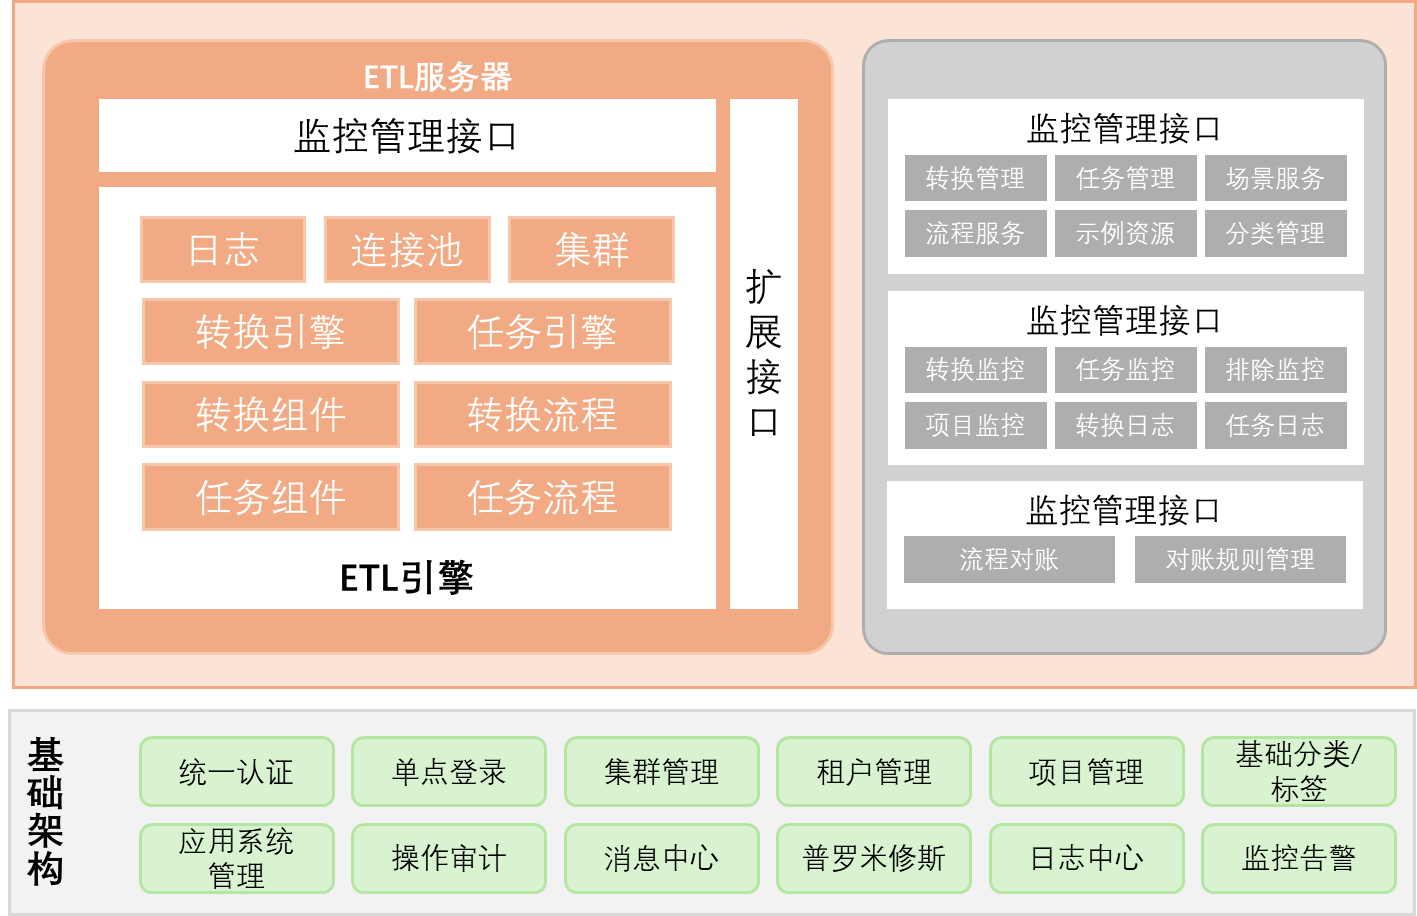 ETL服务器
监控管理接口
日志
连接池
集群
转换引擎
任务引擎
转换组件
转换流程
任务组件
任务流程
ETL引擎
扩
展
接
口
监控管理接口
转换管理
任务管理
场景服务
流程服务
示例资源
分类管理
监控管理接口
转换监控
任务监控
排除监控
项目监控
转换日志
任务日志
监控管理接口
流程对账
对账规则管理
基
础
架
构
统一认证
单点登录
集群管理
租户管理
项目管理
基础分类/
标签
应用系统
管理
操作审计
消息中心
普罗米修斯
日志中心
监控告警